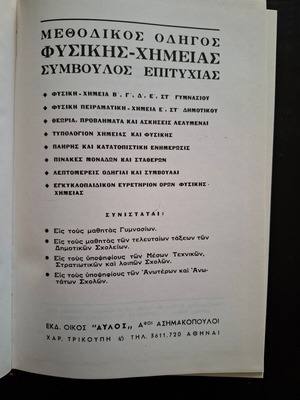 ΜΕΘΟΔΙΚΟΣ ΟΔΗΓΟΣ
ΦΥΣΙΚΗΣ-ΧΗΜΕΙΑΣ
ΣΥΜΒΟΥΛΟΣ ΕΠΙΤΥΧΙΑΣ
ΦΥΣΙΚΗ-ΧΗΜΕΙΑ Β΄, Γ΄, Δ΄, Ε΄, ΣΤ΄ ΓΥΜΝΑΣΙΟΥ
ΦΥΣΙΚΗ ΠΕΙΡΑΜΑΤΙΚΗ-ΧΗΜΕΙΑ Ε΄, ΣΤ΄ ΔΗΜΟΤΙΚΟΥ
ΘΕΩΡΙΑ, ΠΡΟΒΛΗΜΑΤΑ ΚΑΙ ΑΣΚΗΣΕΙΣ ΛΕΛΥΜΕΝΑΙ
ΤΥΠΟΛΟΓΙΟΝ ΧΗΜΕΙΑΣ ΚΑΙ ΦΥΣΙΚΗΣ
ΠΛΗΡΗΣ ΚΑΙ ΚΑΤΑΤΟΠΙΣΤΙΚΗ ΕΝΗΜΕΡΩΣΙΣ
ΠΙΝΑΚΕΣ ΜΟΝΑΔΩΝ ΚΑΙ ΣΤΑΘΕΡΩΝ
ΛΕΠΤΟΜΕΡΕΙΣ ΟΔΗΓΙΑΙ ΚΑΙ ΣΥΜΒΟΥΛΑΙ
ΕΓΚΥΚΛΟΠΑΙΔΙΚΟΝ ΕΥΡΕΤΗΡΙΟΝ ΟΡΩΝ ΦΥΣΙΚΗΣ-
ΧΗΜΕΙΑΣ
ΣΥΝΙΣΤΑΤΑΙ:
Εἰς τοὺς μαθητὰς Γυμνασίων.
Εἰς τοὺς μαθητὰς τῶν τελευταίων τάξεων τῶν
Δημοτικῶν Σχολείων.
Εἰς τοὺς ὑποψηφίους τῶν Μέσων Τεχνικῶν,
Στρατιωτικῶν καὶ λοιπῶν Σχολῶν.
Εἰς τοὺς ὑποψηφίους τῶν Ἀνωτέρων καὶ Ἀνω-
τάτων Σχολῶν.
ΕΚΔ. ΟΙΚΟΣ "ΑΥΛΟΣ", Αφοι ΑΣΗΜΑΚΟΠΟΥΛΟΙ
ΧΑΡ. ΤΡΙΚΟΥΠΗ ΤΗΛ. 3611.720 ΑΘΗΝΑΙ